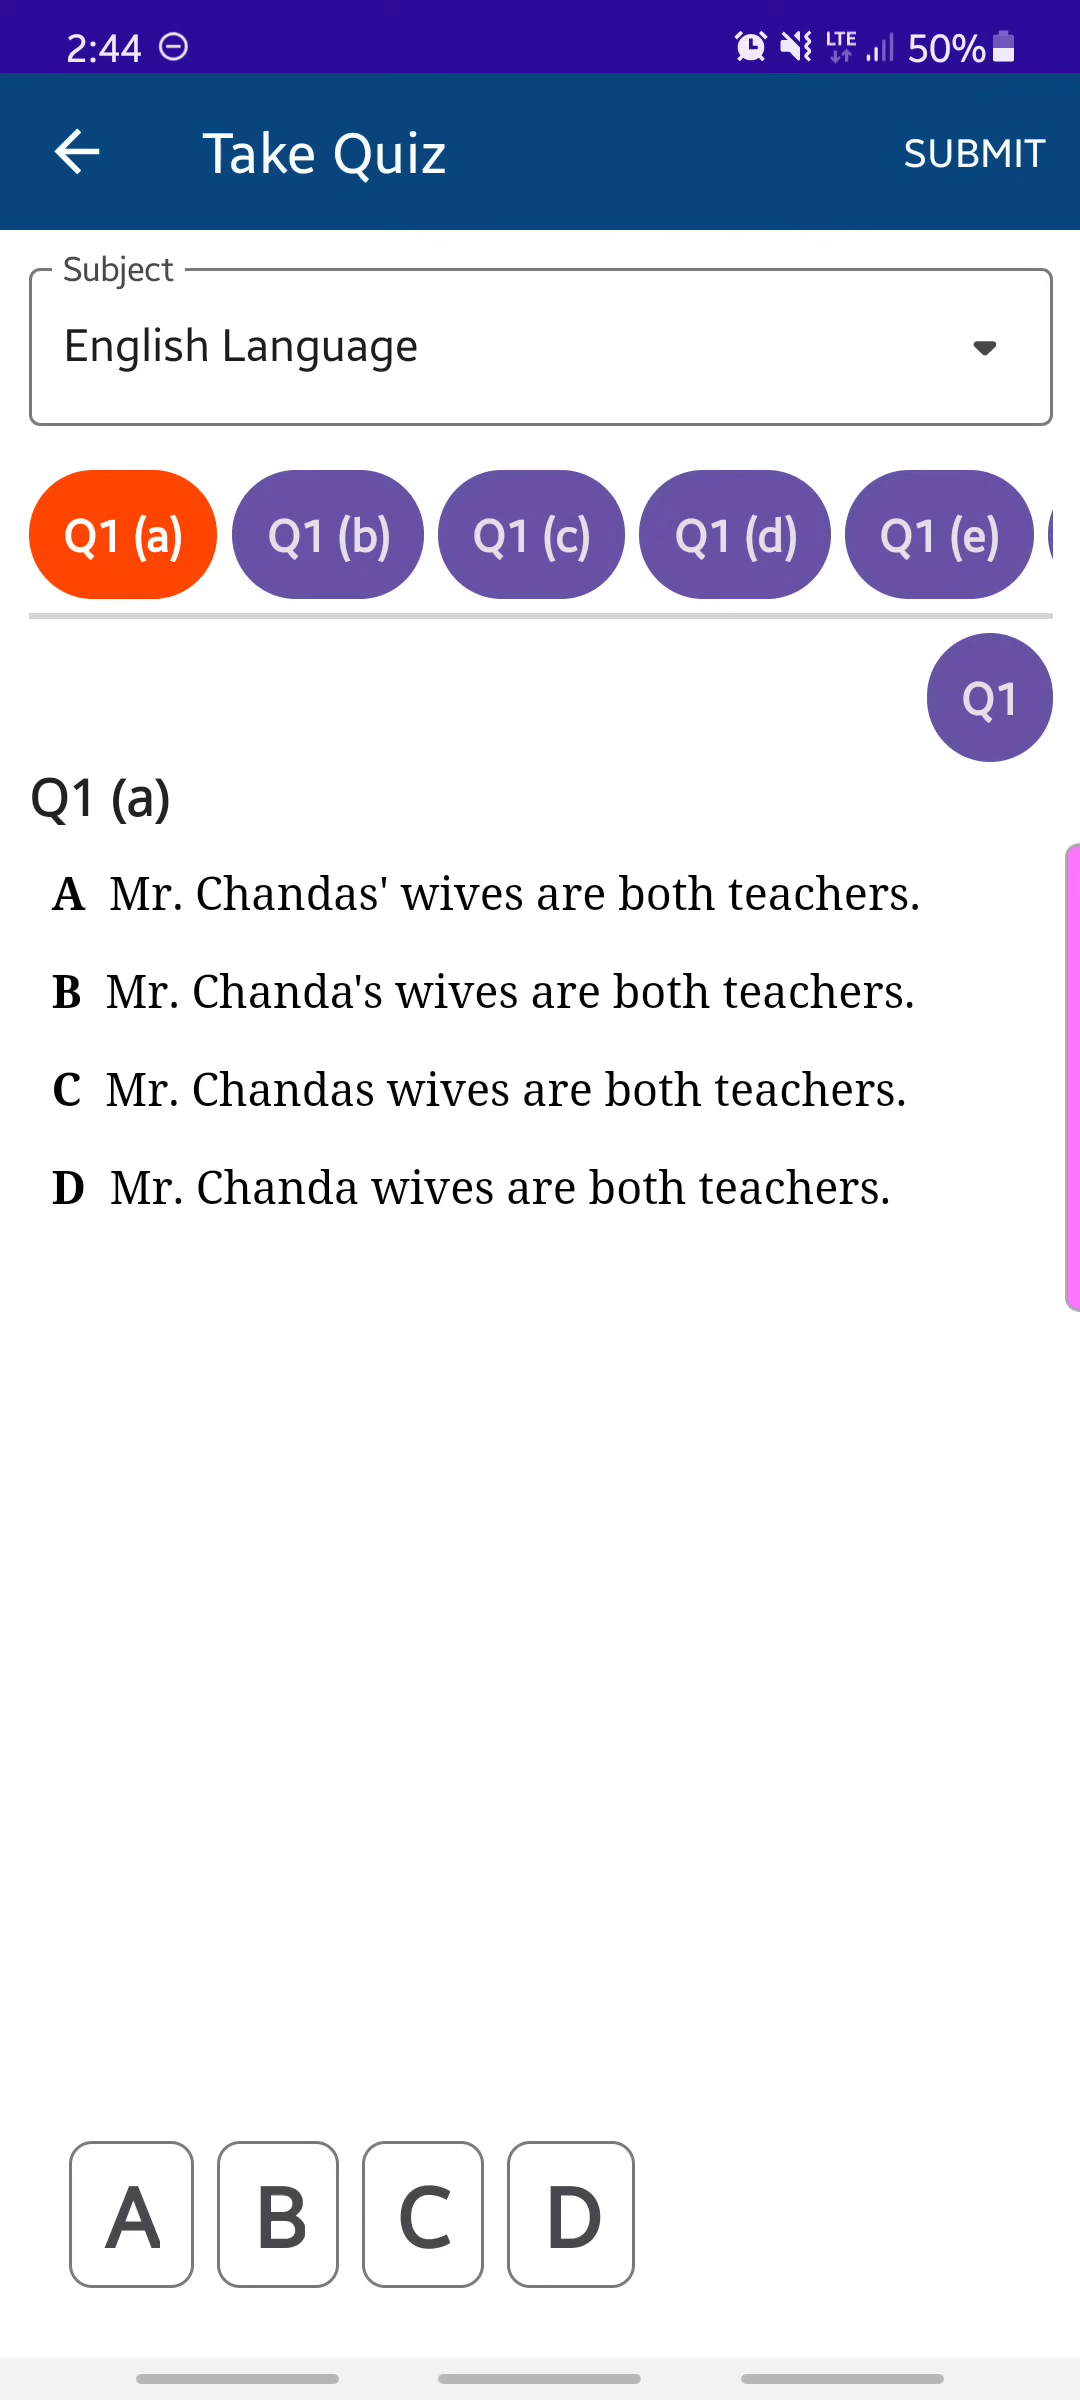 2:44 LTE 50%
Take Quiz SUBMIT
Subject
English Language
Q1 (a) Q1 (b) Q1 (c) Q1 (d) Q1 (e)
Q1
Q1 (a)
A Mr. Chandas' wives are both teachers.
B Mr. Chanda's wives are both teachers.
C Mr. Chandas wives are both teachers.
D Mr. Chanda wives are both teachers.
A B C D